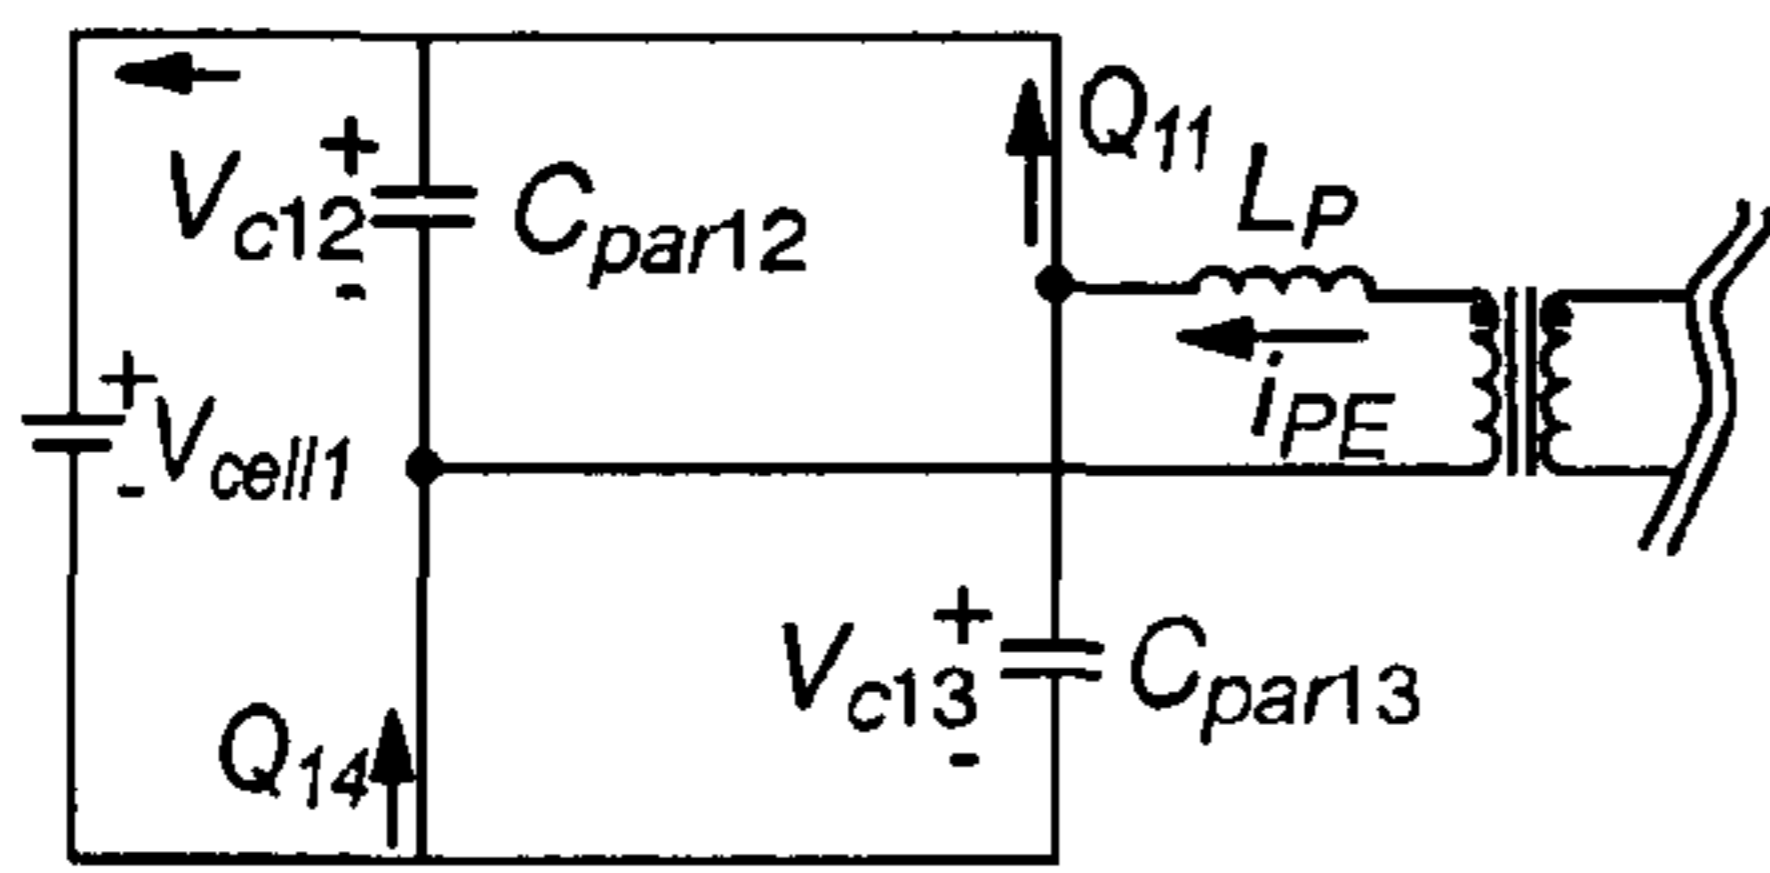 Q11
+
Vc12
-
Cpar12
LP
iPE
+
Vcell1
-
+
Vc13
-
Cpar13
Q14